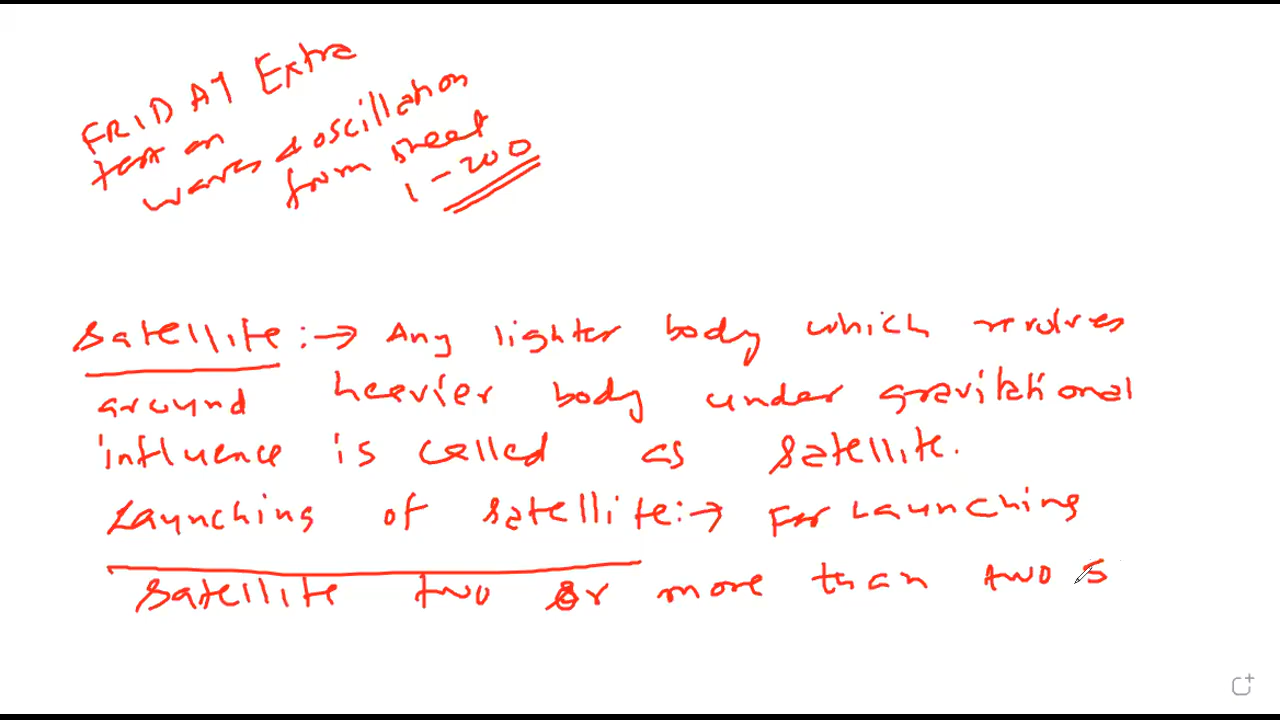 FRIDAY Extra
test on
waves & oscillation
from sheet
1-200
Satellite :→ Any lighter body which revolves
around heavier body under gravitational
influence is called as satellite.
Launching of satellite :→ For Launching
satellite two or more than two s